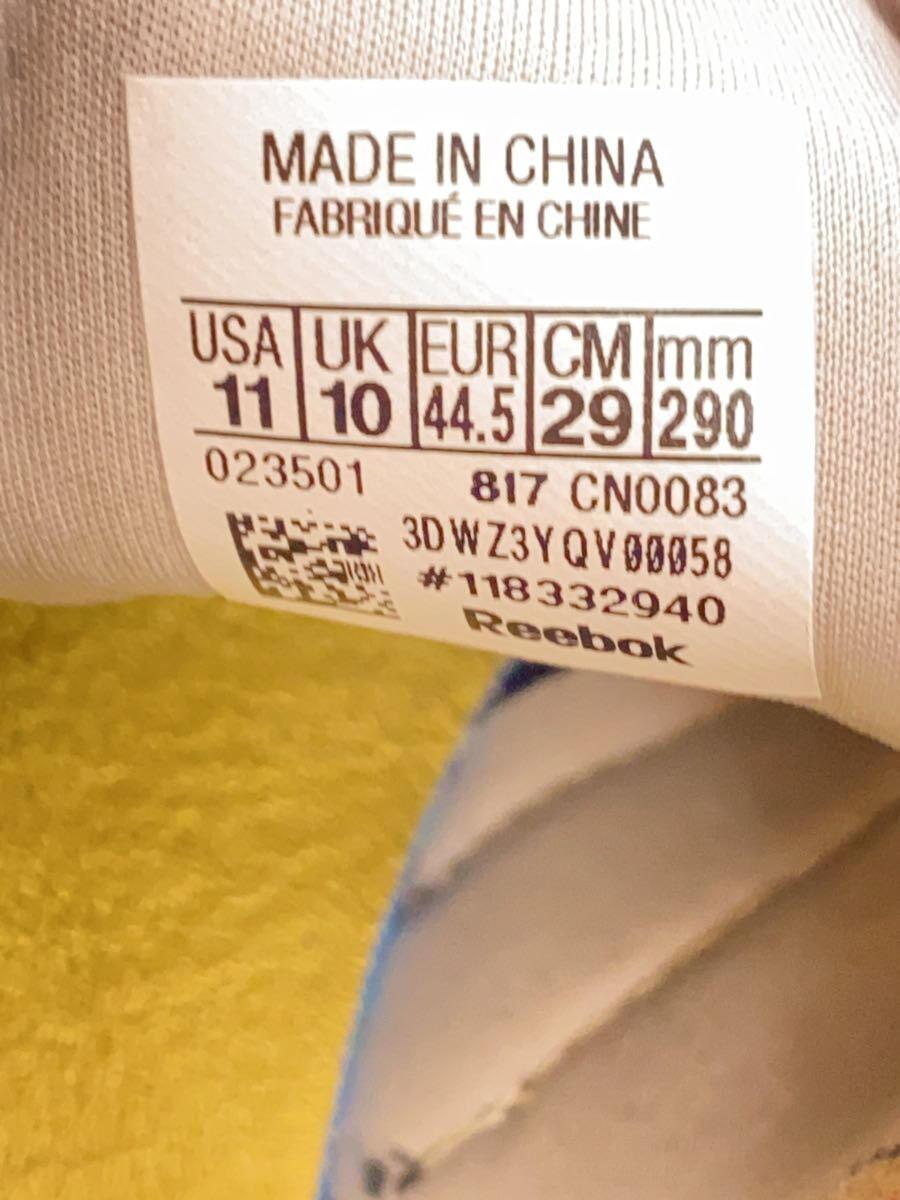 MADE IN CHINA
FABRIQUÉ EN CHINE
USA UK EUR CM mm
11 10 44.5 29 290
023501 817 CN0083
3DWZ3YQV00058
#118332940
Reebok